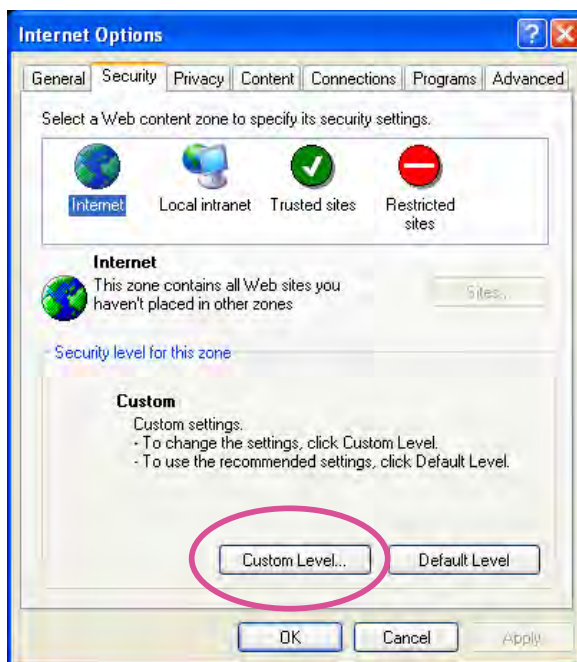 Internet Options
General Security Privacy Content Connections Programs Advanced
Select a Web content zone to specify its security settings.
Internet Local intranet Trusted sites Restricted
sites
Internet
This zone contains all Web sites you
haven't placed in other zones
Sites...
Security level for this zone
Custom
Custom settings.
- To change the settings, click Custom Level.
- To use the recommended settings, click Default Level.
Custom Level... Default Level
OK Cancel Apply